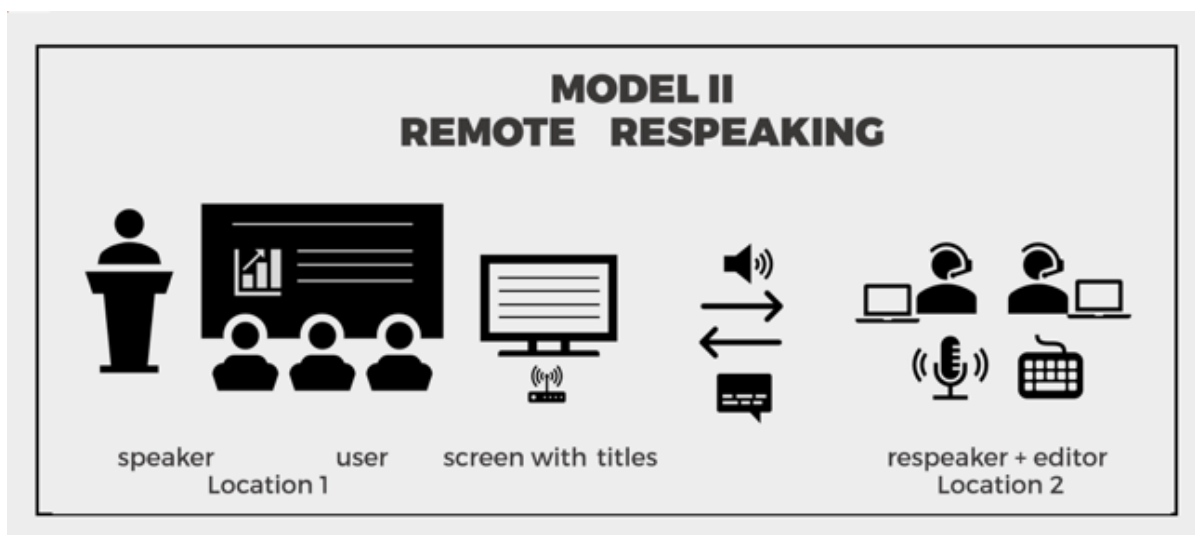 MODEL II
REMOTE RESPEAKING
speaker user screen with titles respeaker + editor
Location 1 Location 2